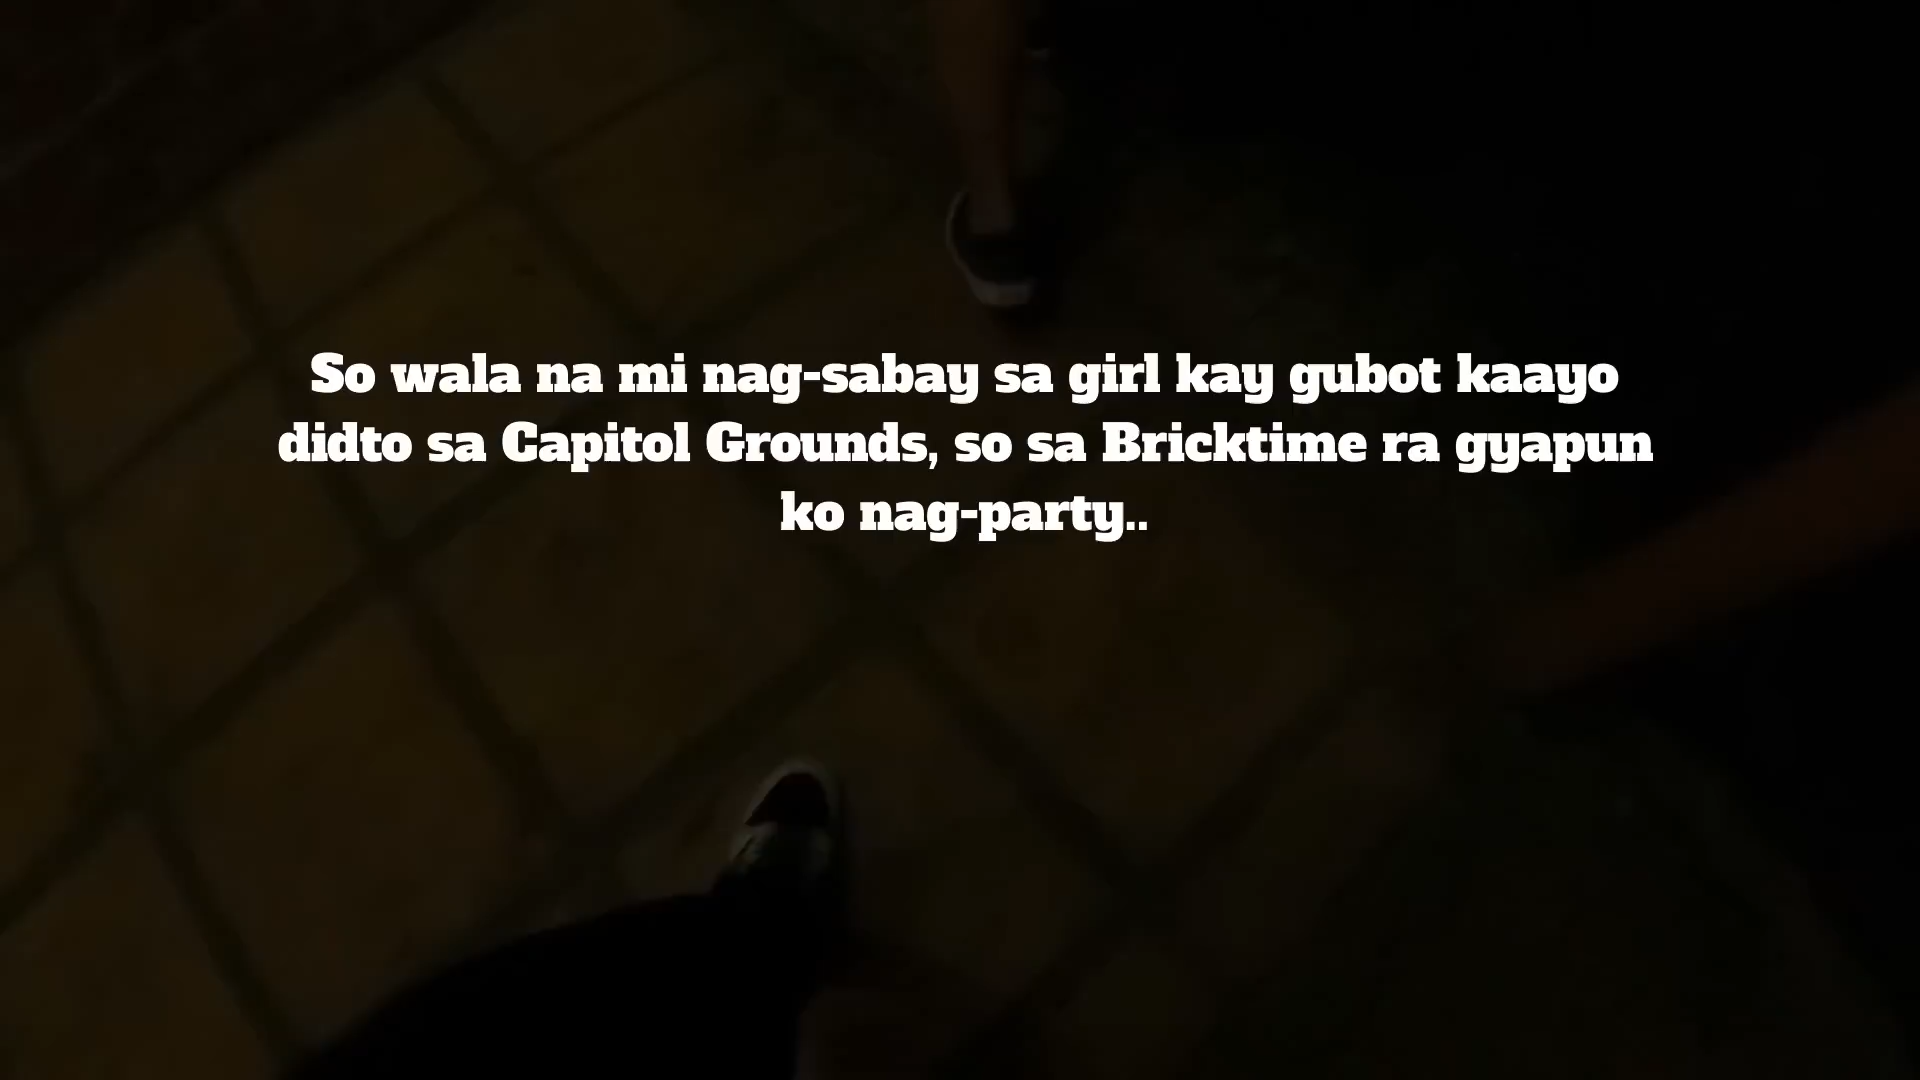 So wala na mi nag-sabay sa girl kay gubot kaayo
didto sa Capitol Grounds, so sa Bricktime ra gyapun
ko nag-party..